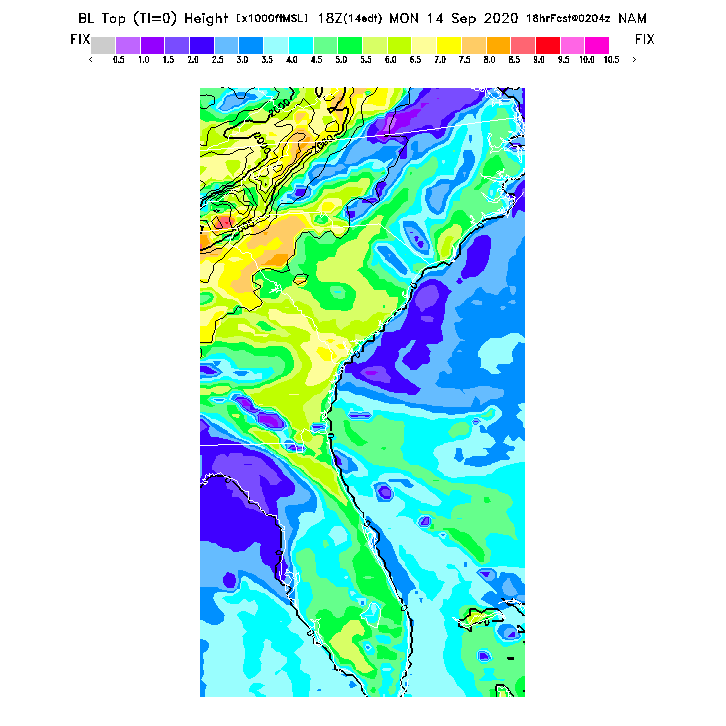 BL Top (TI=0) Height [x1000ftMSL] 18Z(14edt) MON 14 Sep 2020 18hrFcst@0204z NAM
FIX FIX
< 0.5 1.0 1.5 2.0 2.5 3.0 3.5 4.0 4.5 5.0 5.5 6.0 6.5 7.0 7.5 8.0 8.5 9.0 9.5 10.0 10.5 >
2000
2000
2000